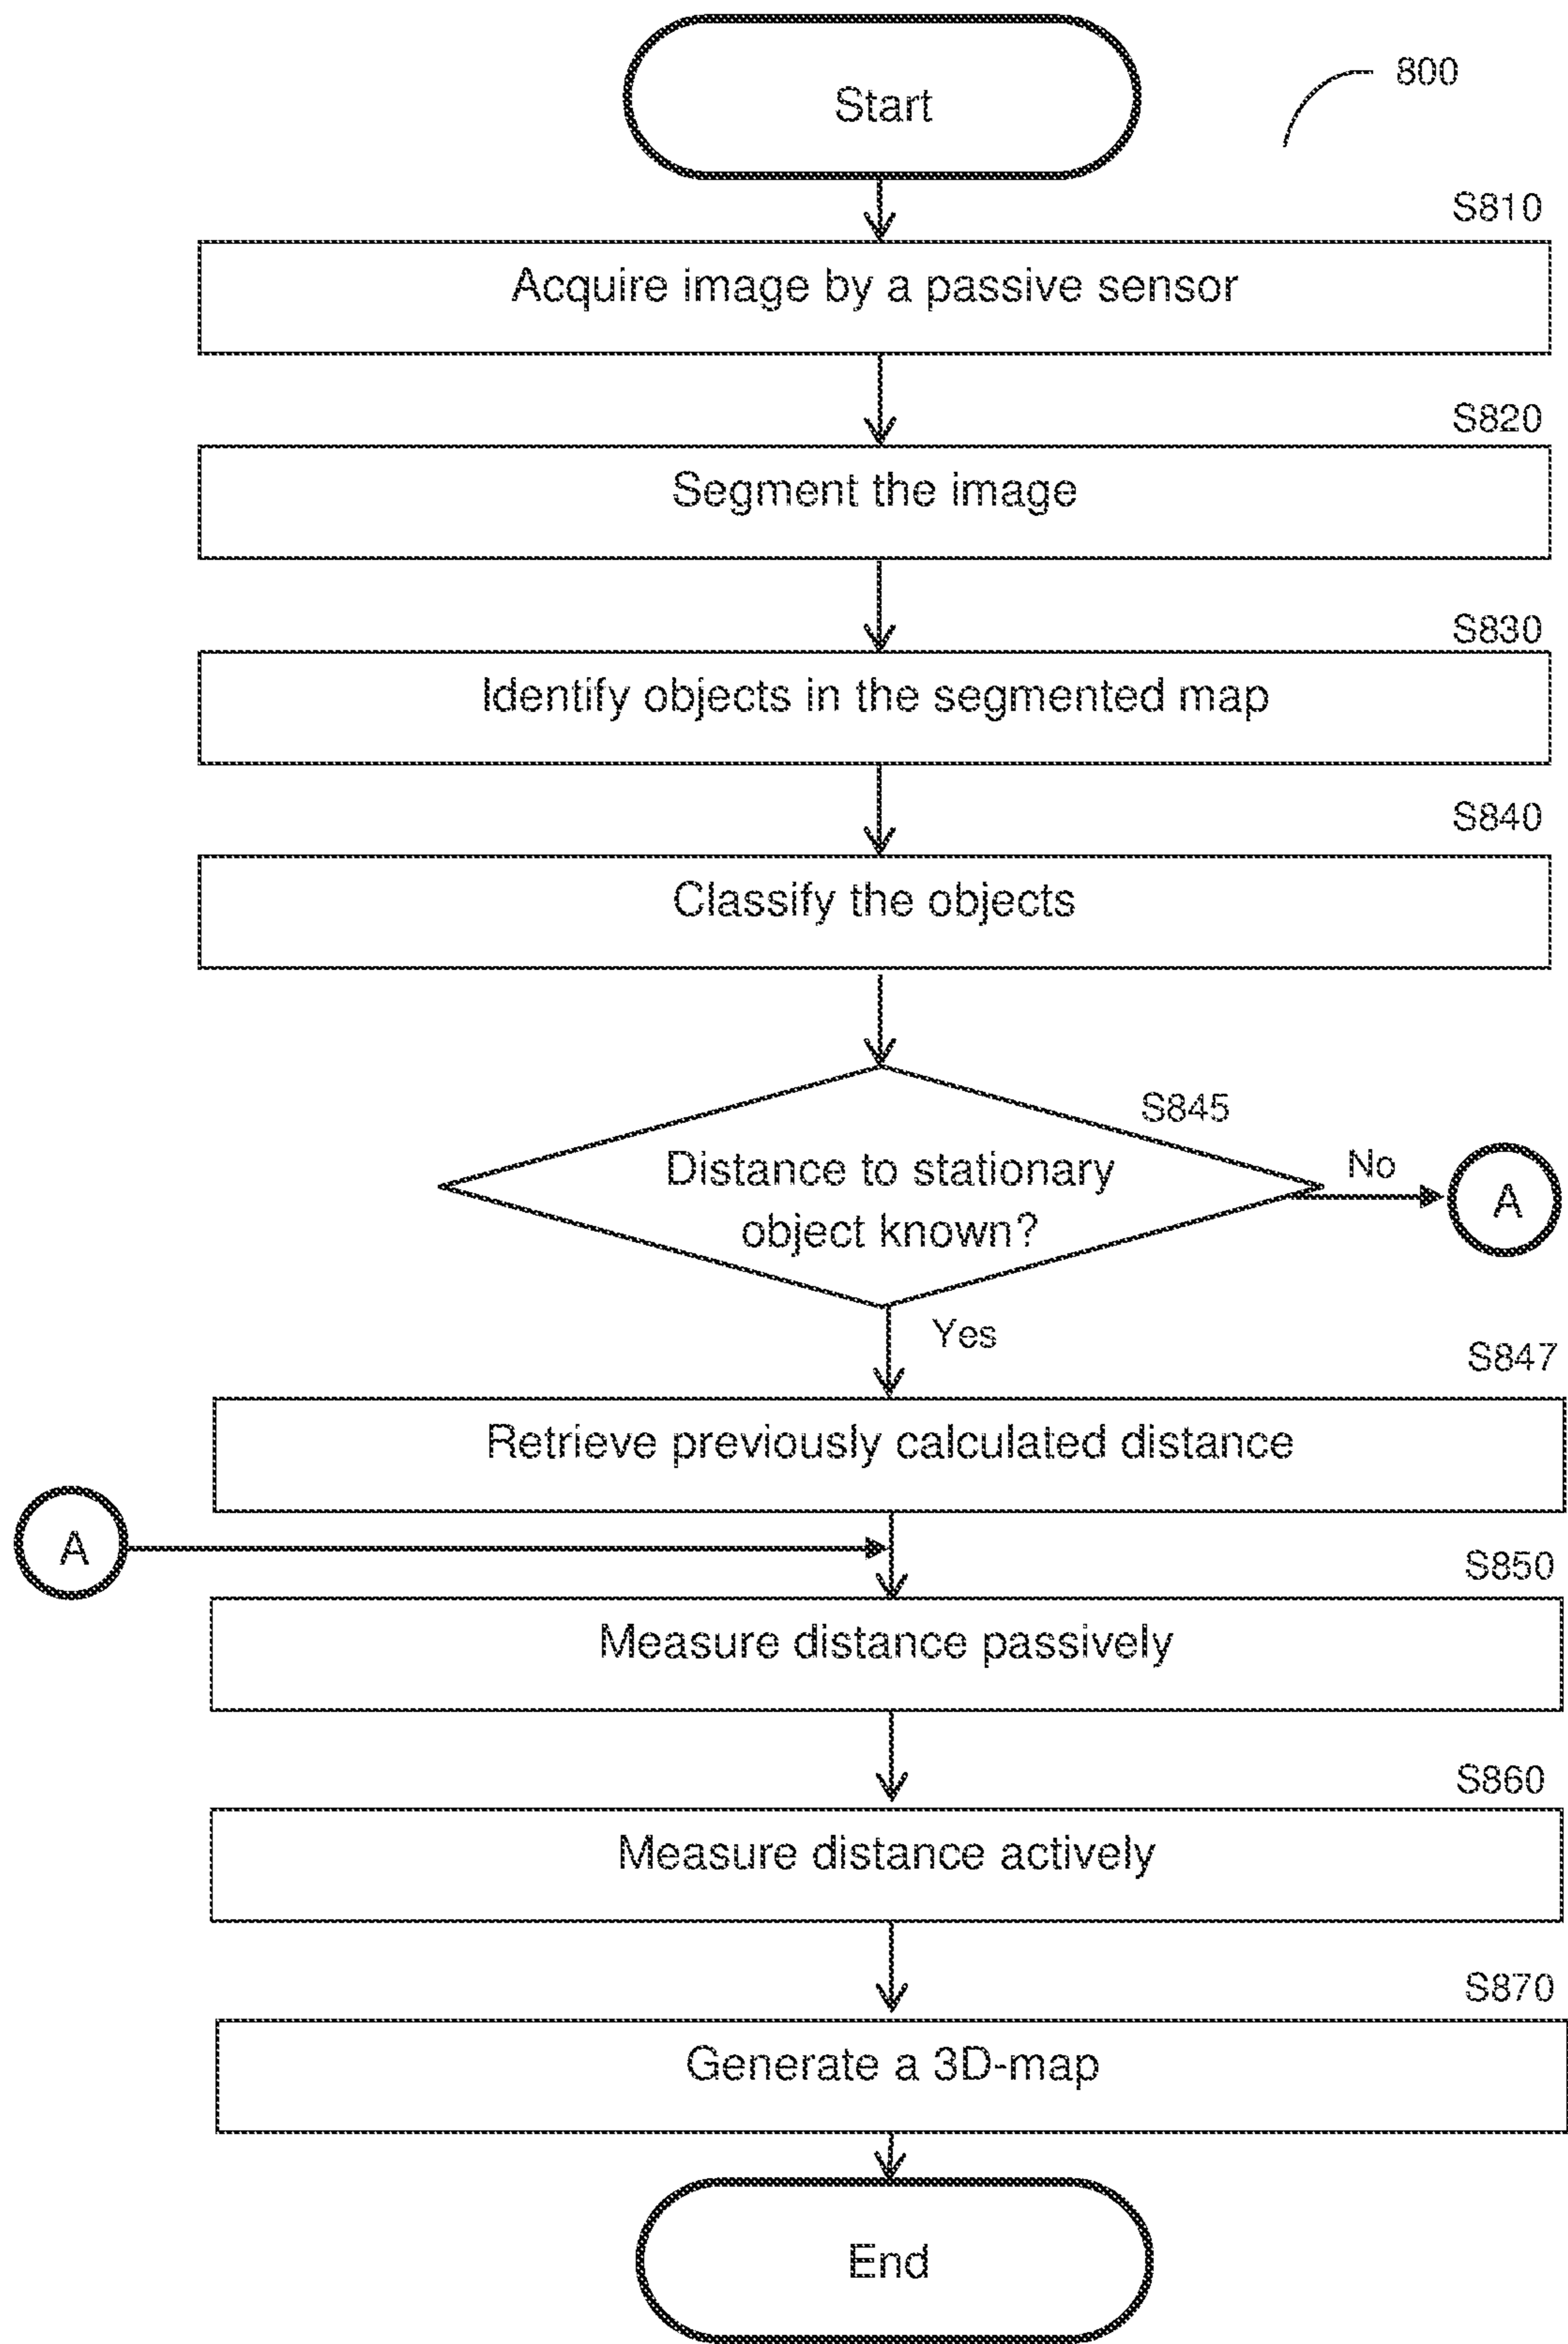 Start
800
S810
Acquire image by a passive sensor
S820
Segment the image
S830
Identify objects in the segmented map
S840
Classify the objects
S845
Distance to stationary
object known?
No
A
Yes
S847
Retrieve previously calculated distance
A
S850
Measure distance passively
S860
Measure distance actively
S870
Generate a 3D-map
End